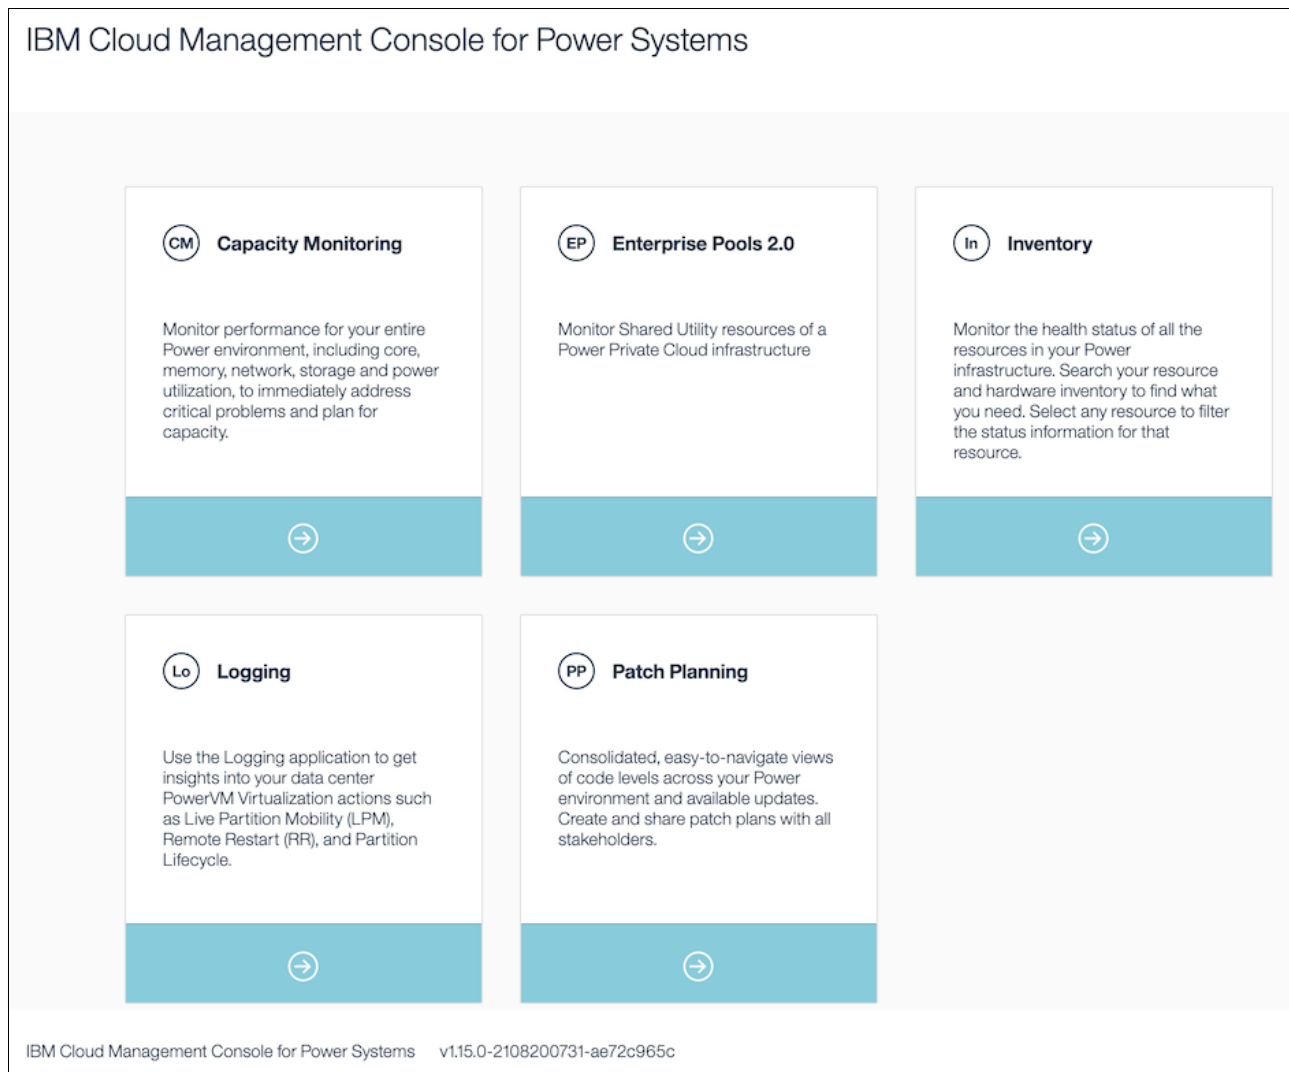 IBM Cloud Management Console for Power Systems
CM Capacity Monitoring
Monitor performance for your entire
Power environment, including core,
memory, network, storage and power
utilization, to immediately address
critical problems and plan for
capacity.
EP Enterprise Pools 2.0
Monitor Shared Utility resources of a
Power Private Cloud infrastructure
In Inventory
Monitor the health status of all the
resources in your Power
infrastructure. Search your resource
and hardware inventory to find what
you need. Select any resource to filter
the status information for that
resource.
Lo Logging
Use the Logging application to get
insights into your data center
PowerVM Virtualization actions such
as Live Partition Mobility (LPM),
Remote Restart (RR), and Partition
Lifecycle.
PP Patch Planning
Consolidated, easy-to-navigate views
of code levels across your Power
environment and available updates.
Create and share patch plans with all
stakeholders.
IBM Cloud Management Console for Power Systems v1.15.0-2108200731-ae72c965c